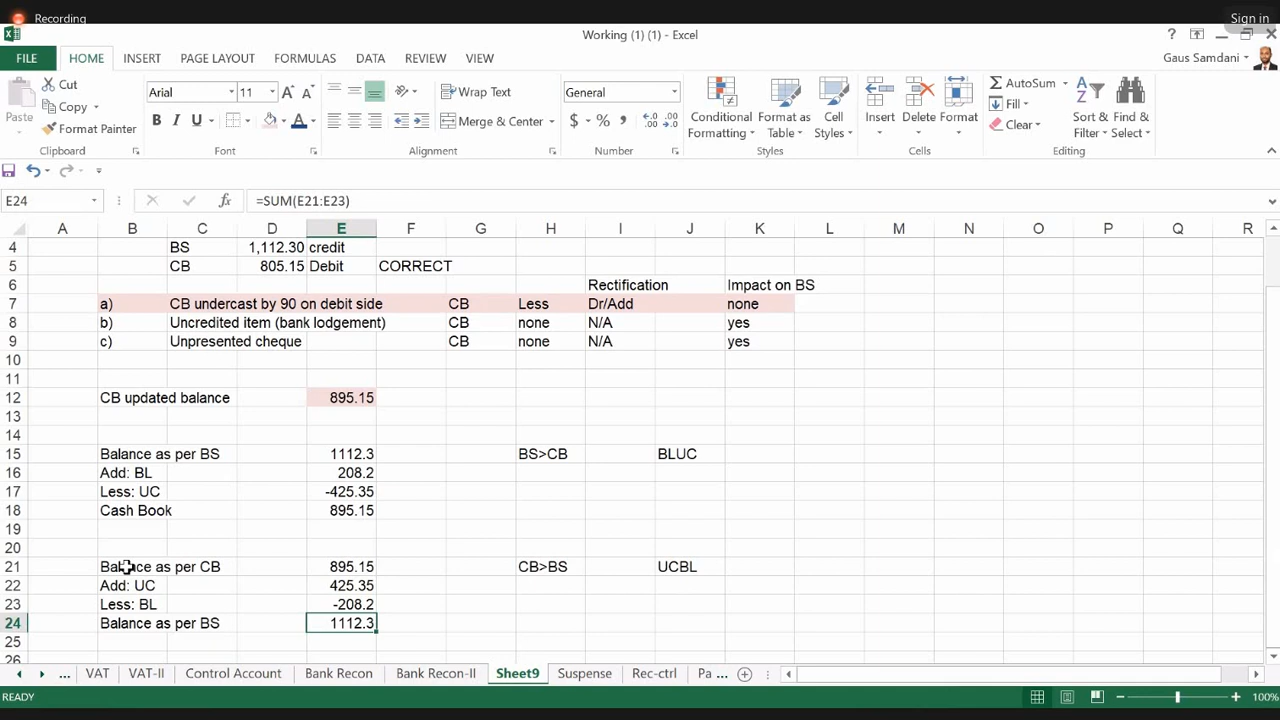 Recording
Sign in
Working (1) (1) - Excel
FILE HOME INSERT PAGE LAYOUT FORMULAS DATA REVIEW VIEW
Gaus Samdani
Paste
Cut
Copy
Format Painter
Clipboard
Arial 11
B I U
Font
Wrap Text
Merge & Center
Alignment
General
$ % ,
Number
Conditional Formatting
Format as Table
Cell Styles
Styles
Insert Delete Format
Cells
AutoSum
Fill
Clear
Sort & Filter
Find & Select
Editing
E24 =SUM(E21:E23)
A B C D E F G H I J K L M N O P Q R
4 BS 1,112.30 credit
5 CB 805.15 Debit CORRECT
6 Rectification Impact on BS
7 a) CB undercast by 90 on debit side CB Less Dr/Add none
8 b) Uncredited item (bank lodgement) CB none N/A yes
9 c) Unpresented cheque CB none N/A yes
10
11
12 CB updated balance 895.15
13
14
15 Balance as per BS 1112.3 BS>CB BLUC
16 Add: BL 208.2
17 Less: UC -425.35
18 Cash Book 895.15
19
20
21 Balance as per CB 895.15 CB>BS UCBL
22 Add: UC 425.35
23 Less: BL -208.2
24 Balance as per BS 1112.3
25
26
... VAT VAT-II Control Account Bank Recon Bank Recon-II Sheet9 Suspense Rec-ctrl Pa ...
READY
100%